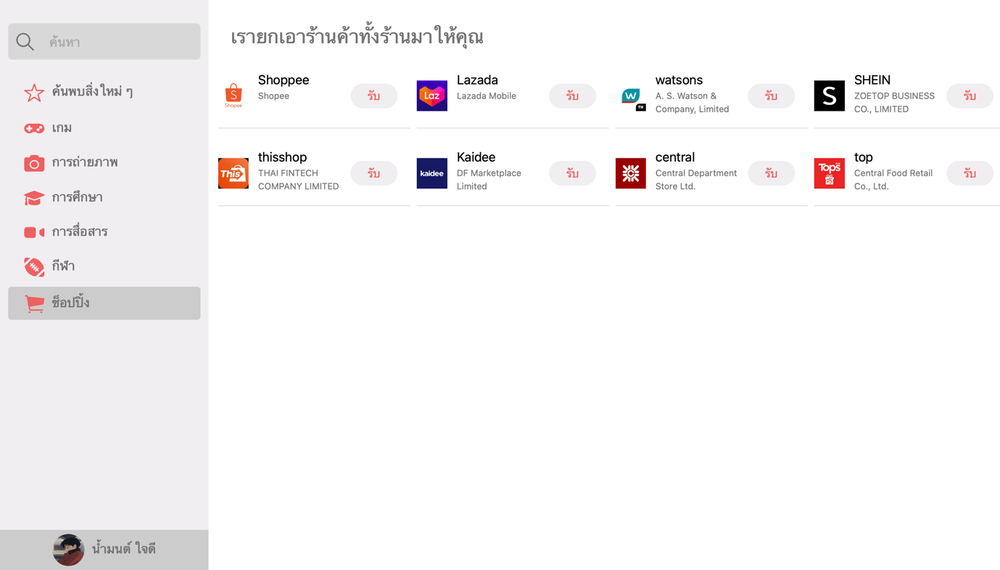 ค้นหา
ค้นพบสิ่งใหม่ ๆ
เกม
การถ่ายภาพ
การศึกษา
การสื่อสาร
กีฬา
ช็อปปิ้ง
น้ำมนต์ ใจดี
เรายกเอาร้านค้าทั้งร้านมาให้คุณ
S
Shopee
Shoppee
Shopee
รับ
Laz
Lazada
Lazada Mobile
รับ
W
TM
watsons
A. S. Watson &
Company, Limited
รับ
S
SHEIN
ZOETOP BUSINESS
CO., LIMITED
รับ
This
thisshop
THAI FINTECH
COMPANY LIMITED
รับ
kaidee
Kaidee
DF Marketplace
Limited
รับ
central
Central Department
Store Ltd.
รับ
Tops
top
Central Food Retail
Co., Ltd.
รับ